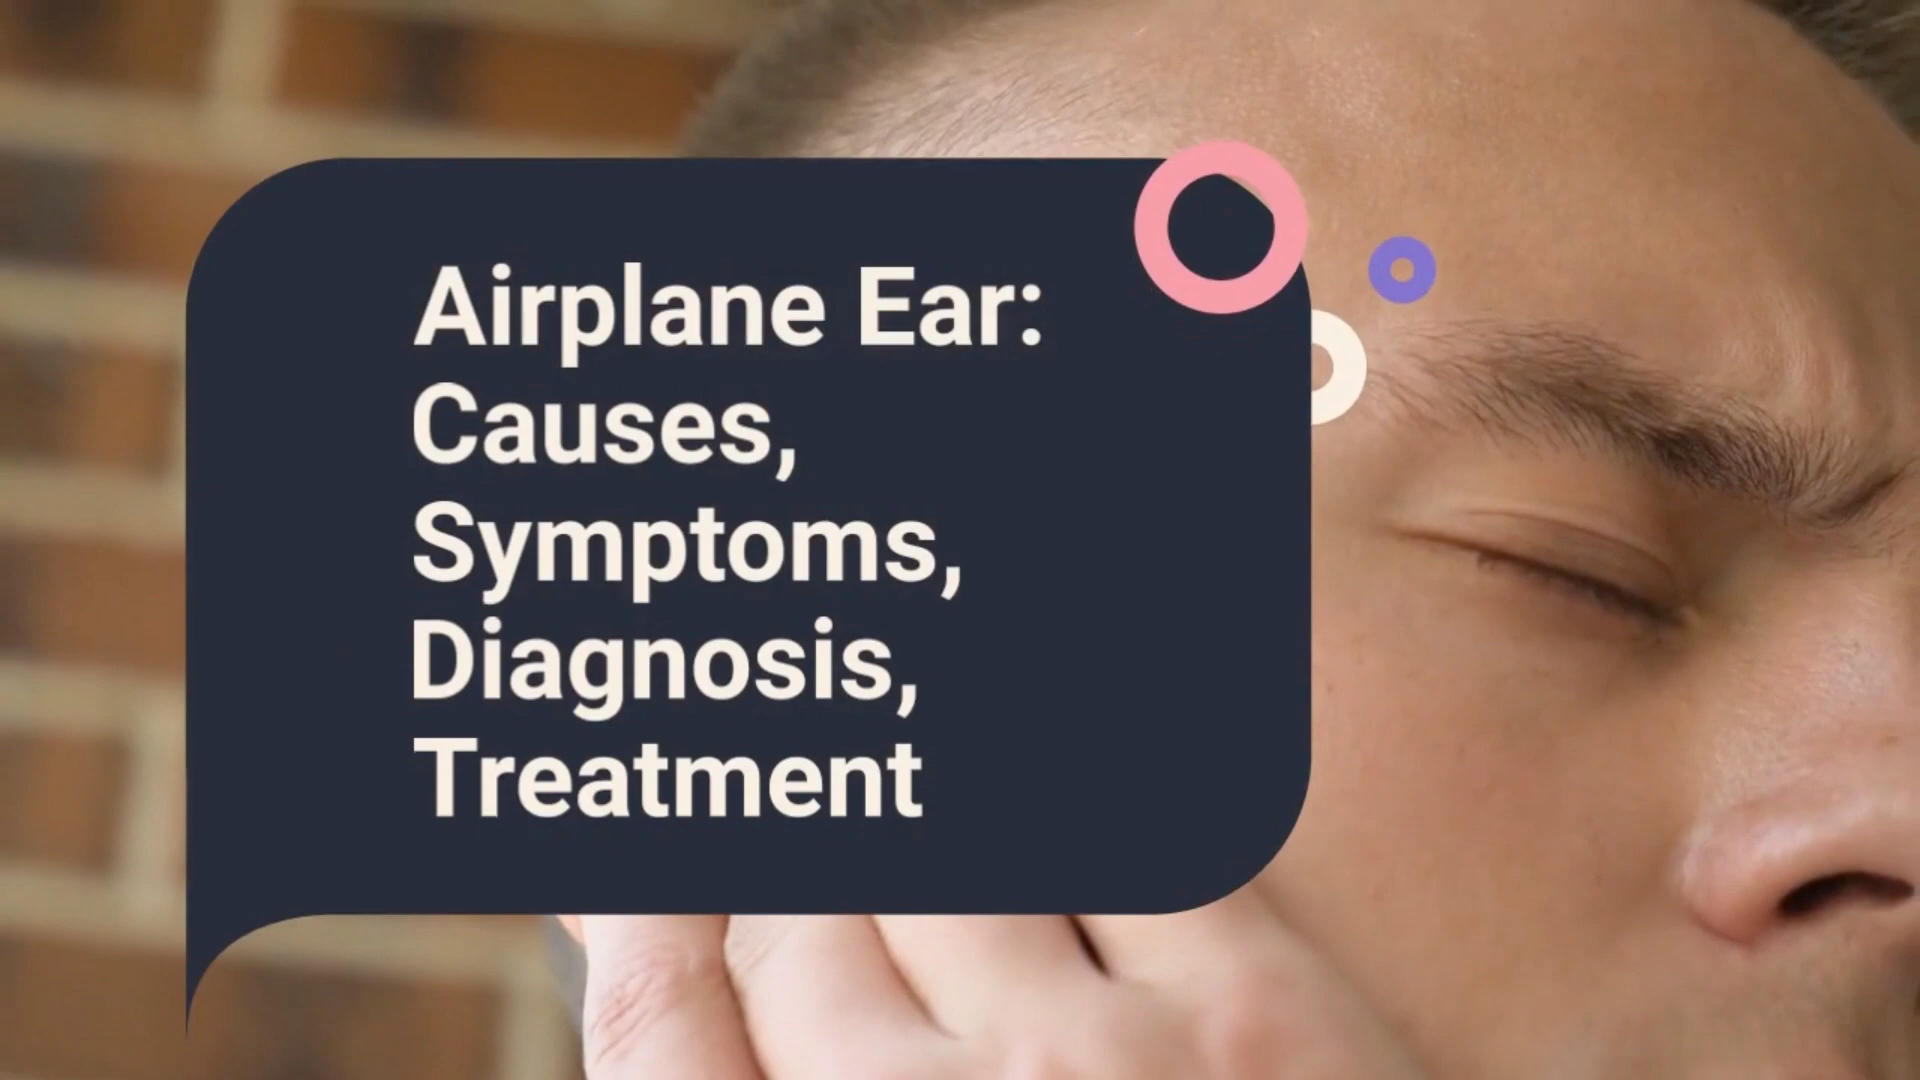 Airplane Ear:
Causes,
Symptoms,
Diagnosis,
Treatment